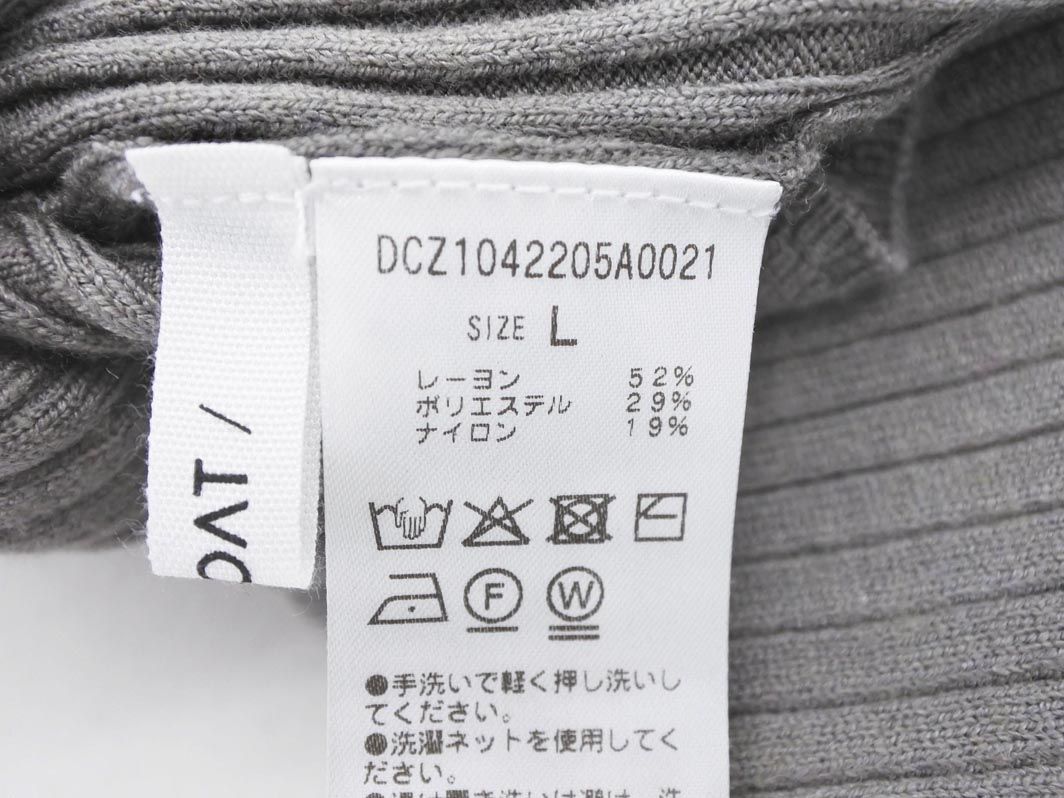 DCZ1042205A0021
SIZE L
レーヨン 52%
ポリエステル 29%
ナイロン 19%
F W
●手洗いで軽く押し洗いし
てください。
●洗濯ネットを使用してく
ださい。